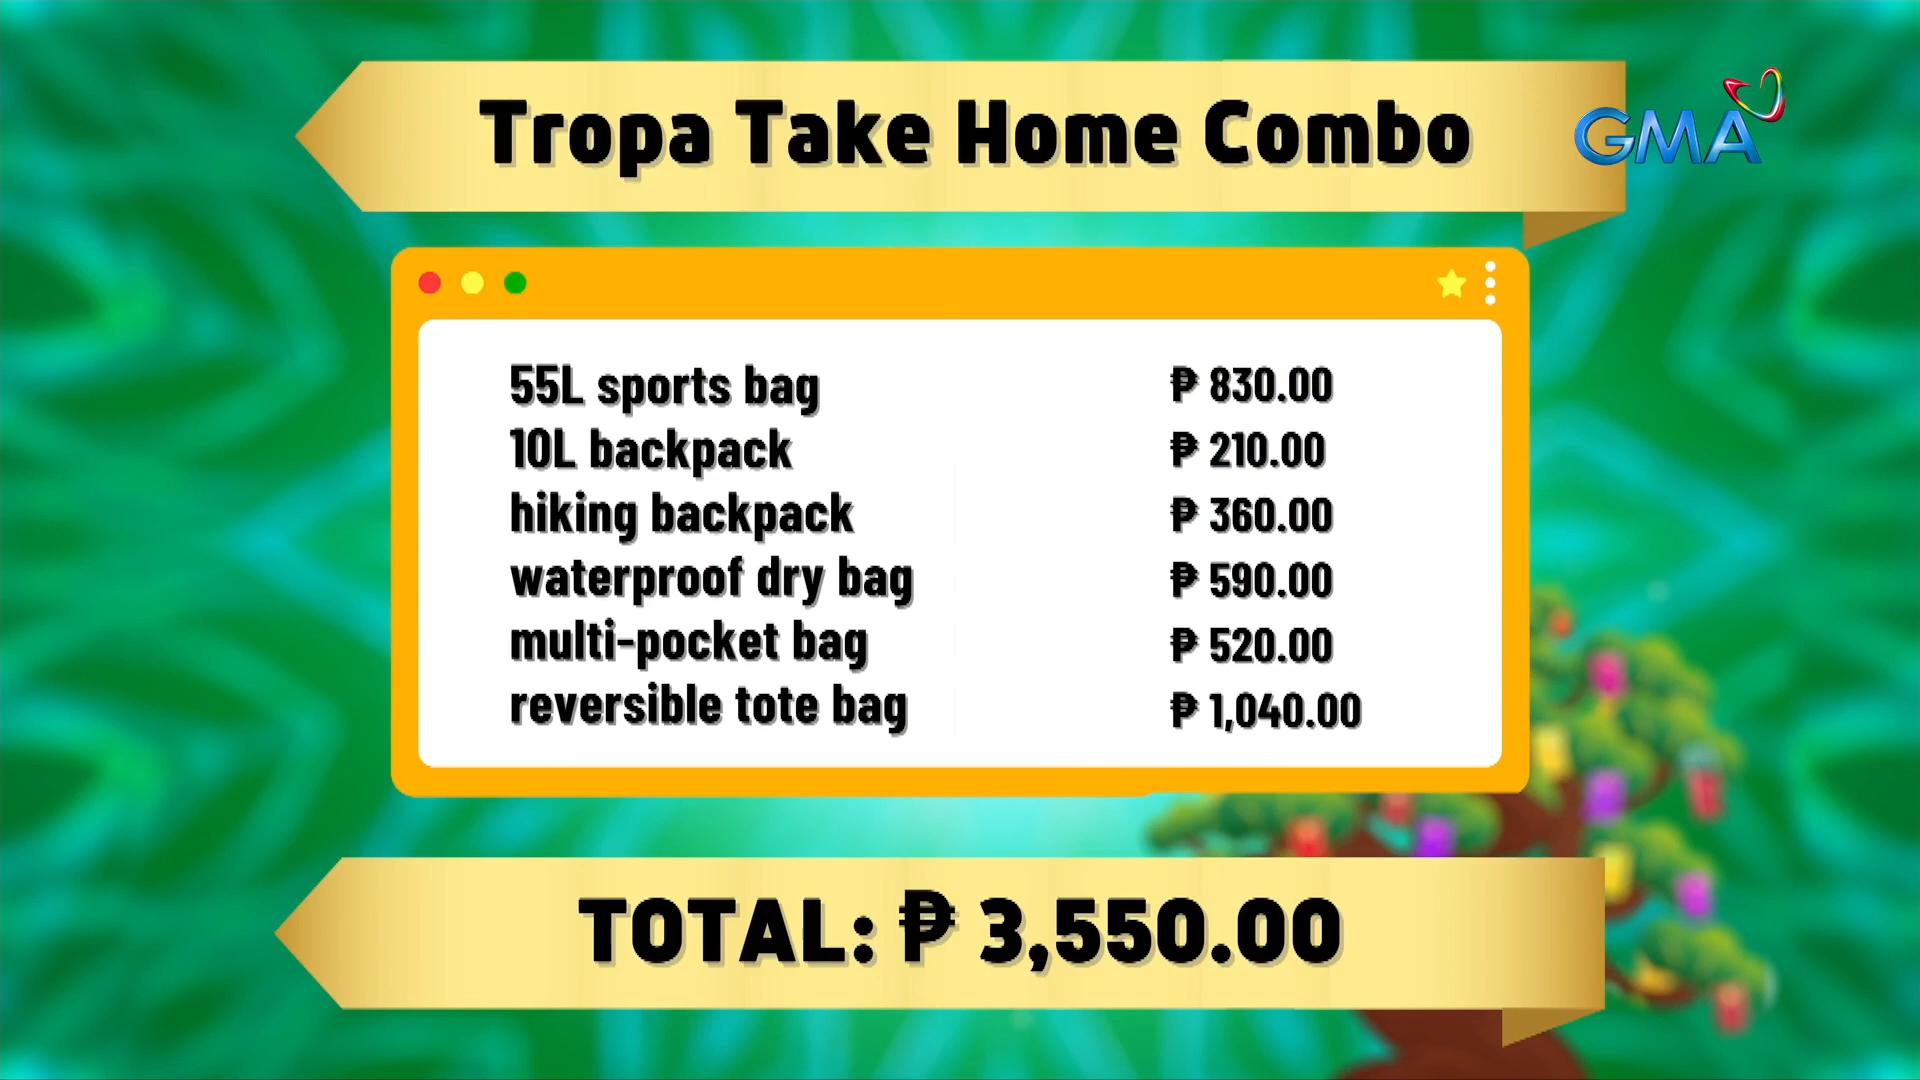 Tropa Take Home Combo
GMA
55L sports bag ₱ 830.00
10L backpack ₱ 210.00
hiking backpack ₱ 360.00
waterproof dry bag ₱ 590.00
multi-pocket bag ₱ 520.00
reversible tote bag ₱ 1,040.00
TOTAL: ₱ 3,550.00